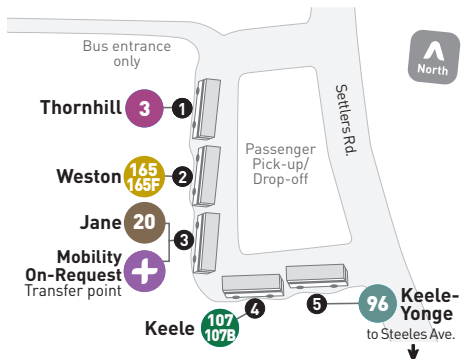 Bus entrance
only
North
Thornhill 3 1
Settlers Rd.
Passenger
Pick-up/
Drop-off
Weston 165
165F 2
Jane 20
3
Mobility
On-Request
Transfer point
4
5
Keele 107
107B
96 Keele-
Yonge
to Steeles Ave.